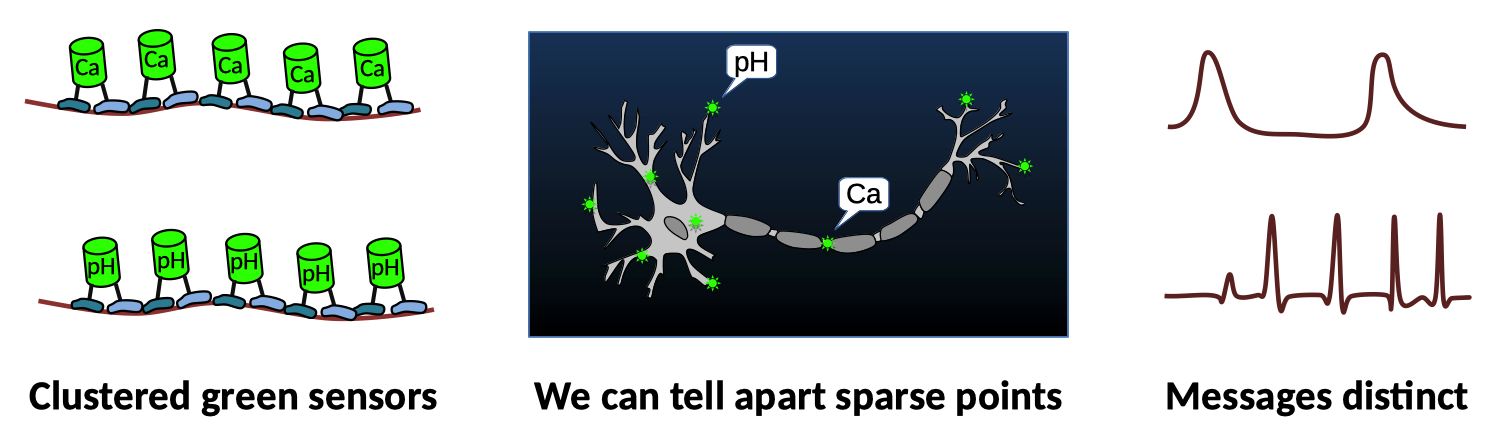 Ca Ca Ca Ca Ca
pH pH pH pH pH
Clustered green sensors
pH
Ca
We can tell apart sparse points
Messages distinct